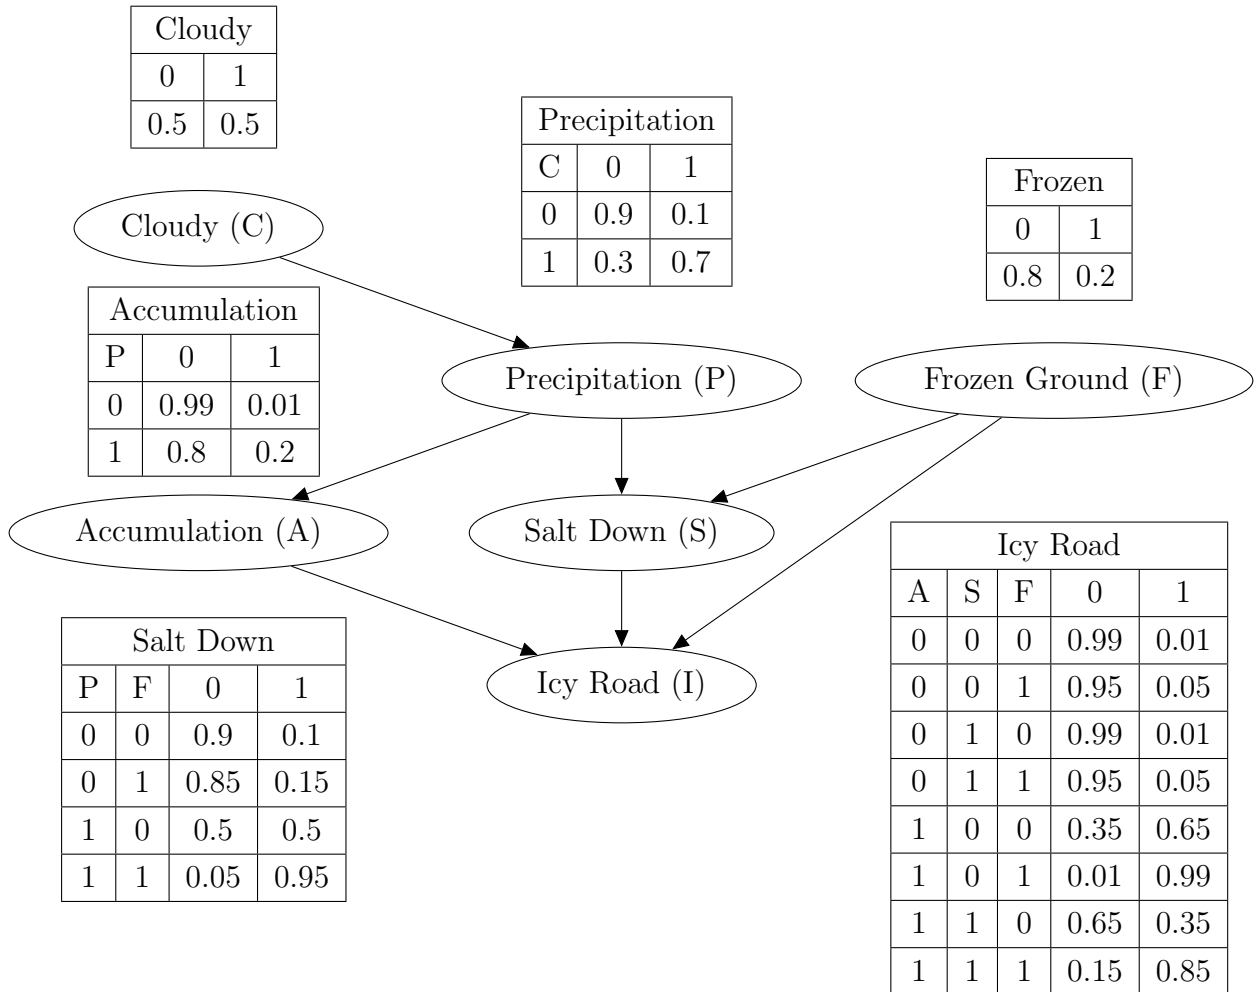 Cloudy
0 1
0.5 0.5
Precipitation
C 0 1
0 0.9 0.1
1 0.3 0.7
Frozen
0 1
0.8 0.2
Cloudy (C)
Accumulation
P 0 1
0 0.99 0.01
1 0.8 0.2
Precipitation (P)
Frozen Ground (F)
Accumulation (A)
Salt Down (S)
Salt Down
P F 0 1
0 0 0.9 0.1
0 1 0.85 0.15
1 0 0.5 0.5
1 1 0.05 0.95
Icy Road (I)
Icy Road
A S F 0 1
0 0 0 0.99 0.01
0 0 1 0.95 0.05
0 1 0 0.99 0.01
0 1 1 0.95 0.05
1 0 0 0.35 0.65
1 0 1 0.01 0.99
1 1 0 0.65 0.35
1 1 1 0.15 0.85